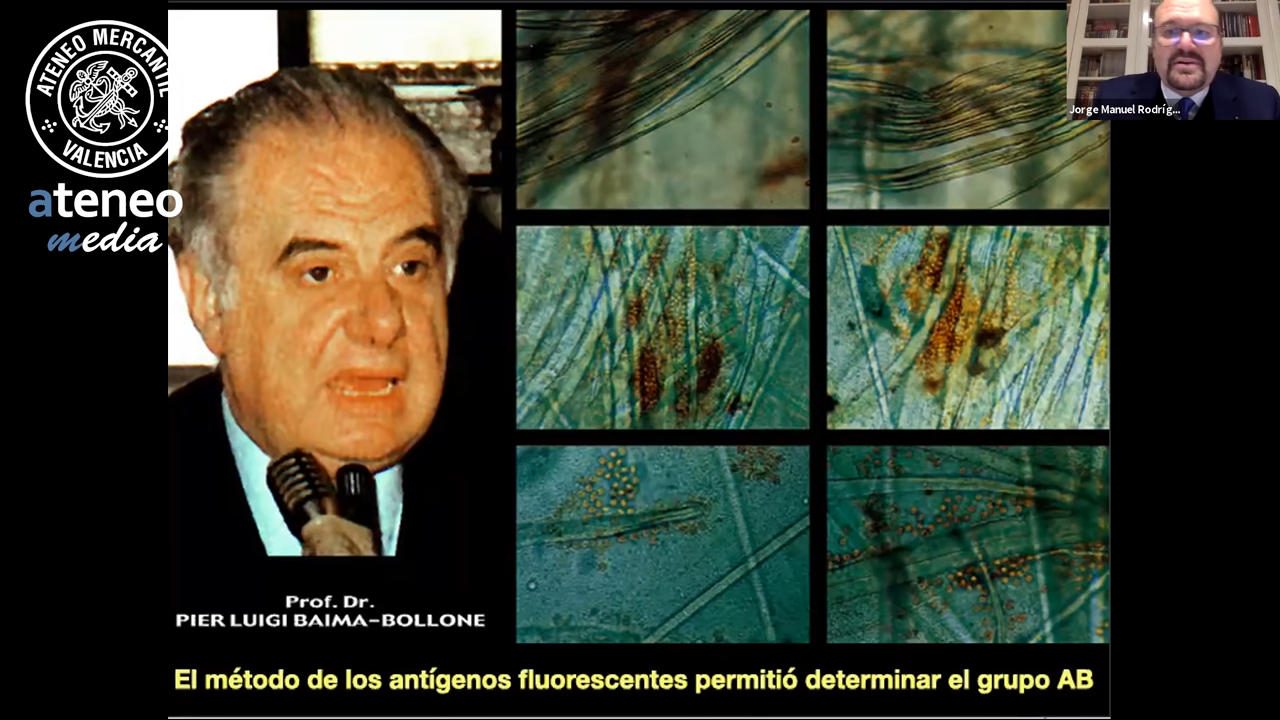 ATENEO MERCANTIL
VALENCIA
ateneo
media
Jorge Manuel Rodríg...
Prof. Dr.
PIER LUIGI BAIMA-BOLLONE
El método de los antígenos fluorescentes permitió determinar el grupo AB